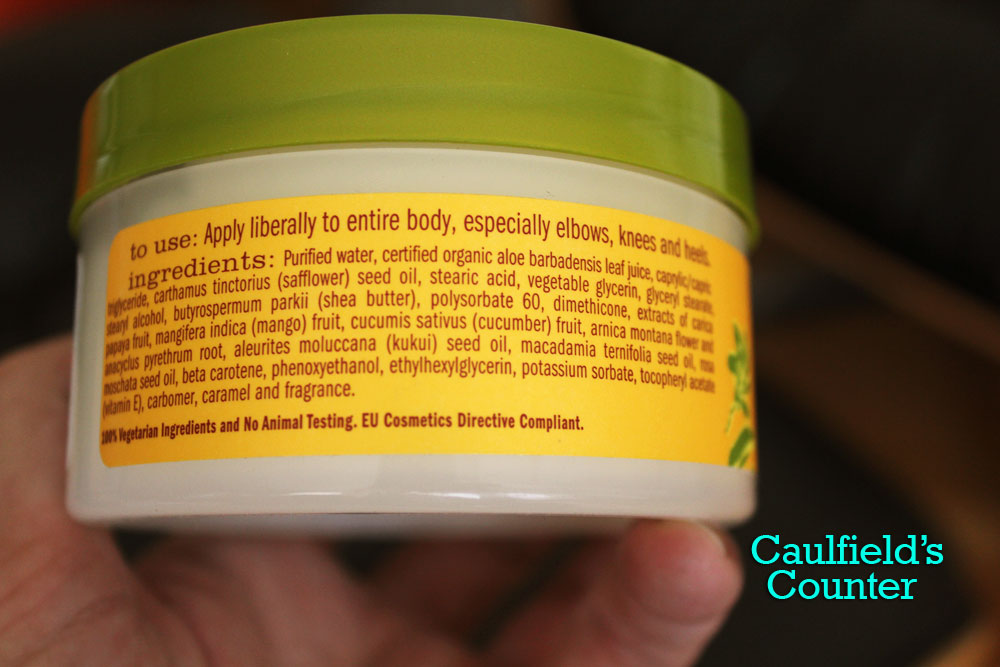 to use: Apply liberally to entire body, especially elbows, knees and heels.
ingredients: Purified water, certified organic aloe barbadensis leaf juice, caprylic/capric
triglyceride, carthamus tinctorius (safflower) seed oil, stearic acid, vegetable glycerin, glyceryl stearate,
stearyl alcohol, butyrospermum parkii (shea butter), polysorbate 60, dimethicone, extracts of carica
papaya fruit, mangifera indica (mango) fruit, cucumis sativus (cucumber) fruit, arnica montana flower and
anacyclus pyrethrum root, aleurites moluccana (kukui) seed oil, macadamia ternifolia seed oil, rosa
moschata seed oil, beta carotene, phenoxyethanol, ethylhexylglycerin, potassium sorbate, tocopheryl acetate
(vitamin E), carbomer, caramel and fragrance.
100% Vegetarian Ingredients and No Animal Testing. EU Cosmetics Directive Compliant.
Caulfield's
Counter